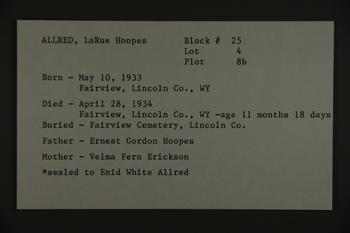 ALLRED, LaRue Hoopes Block # 25
Lot 4
Plot 8b
Born - May 10, 1933
Fairview, Lincoln Co., WY
Died - April 28, 1934
Fairview, Lincoln Co., WY -age 11 months 18 days
Buried - Fairview Cemetery, Lincoln Co.
Father - Ernest Gordon Hoopes
Mother - Velma Fern Erickson
*sealed to Enid White Allred